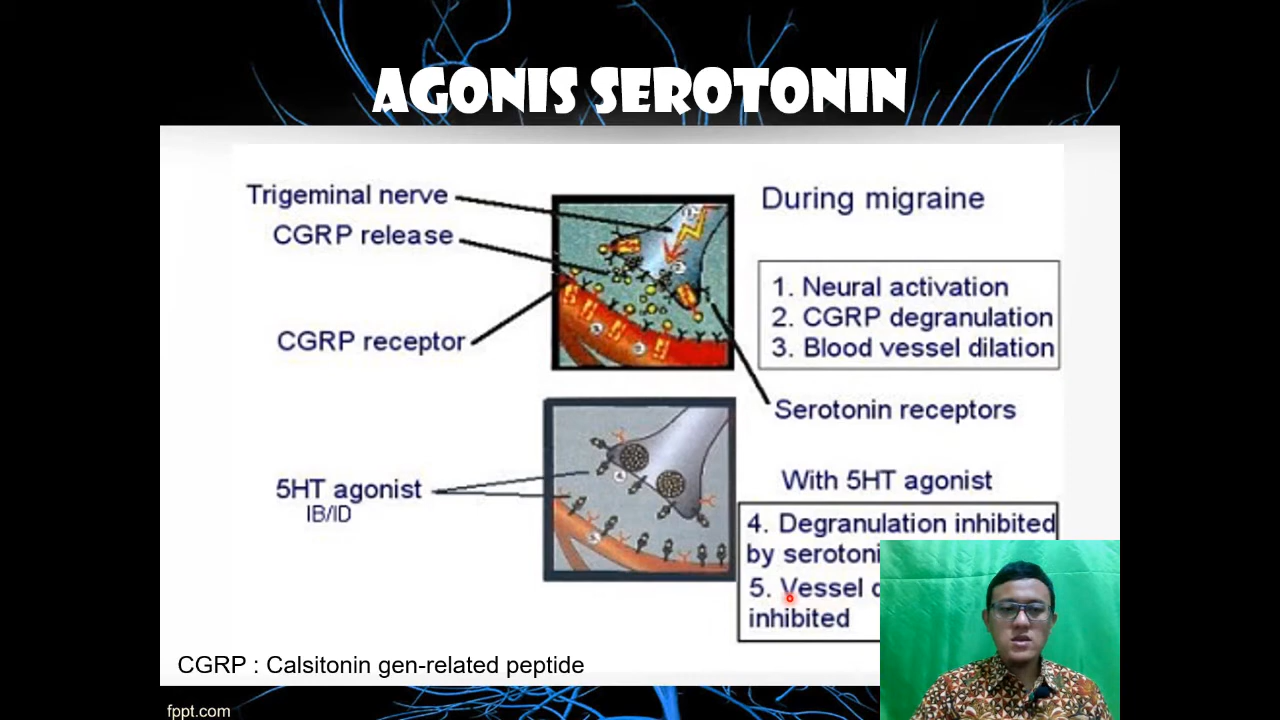 AGONIS SEROTONIN
Trigeminal nerve
CGRP release
CGRP receptor
During migraine
1. Neural activation
2. CGRP degranulation
3. Blood vessel dilation
Serotonin receptors
5HT agonist
IB/ID
With 5HT agonist
4. Degranulation inhibited
by
5. Vessel
inhibited
CGRP : Calsitonin gen-related peptide
fppt.com